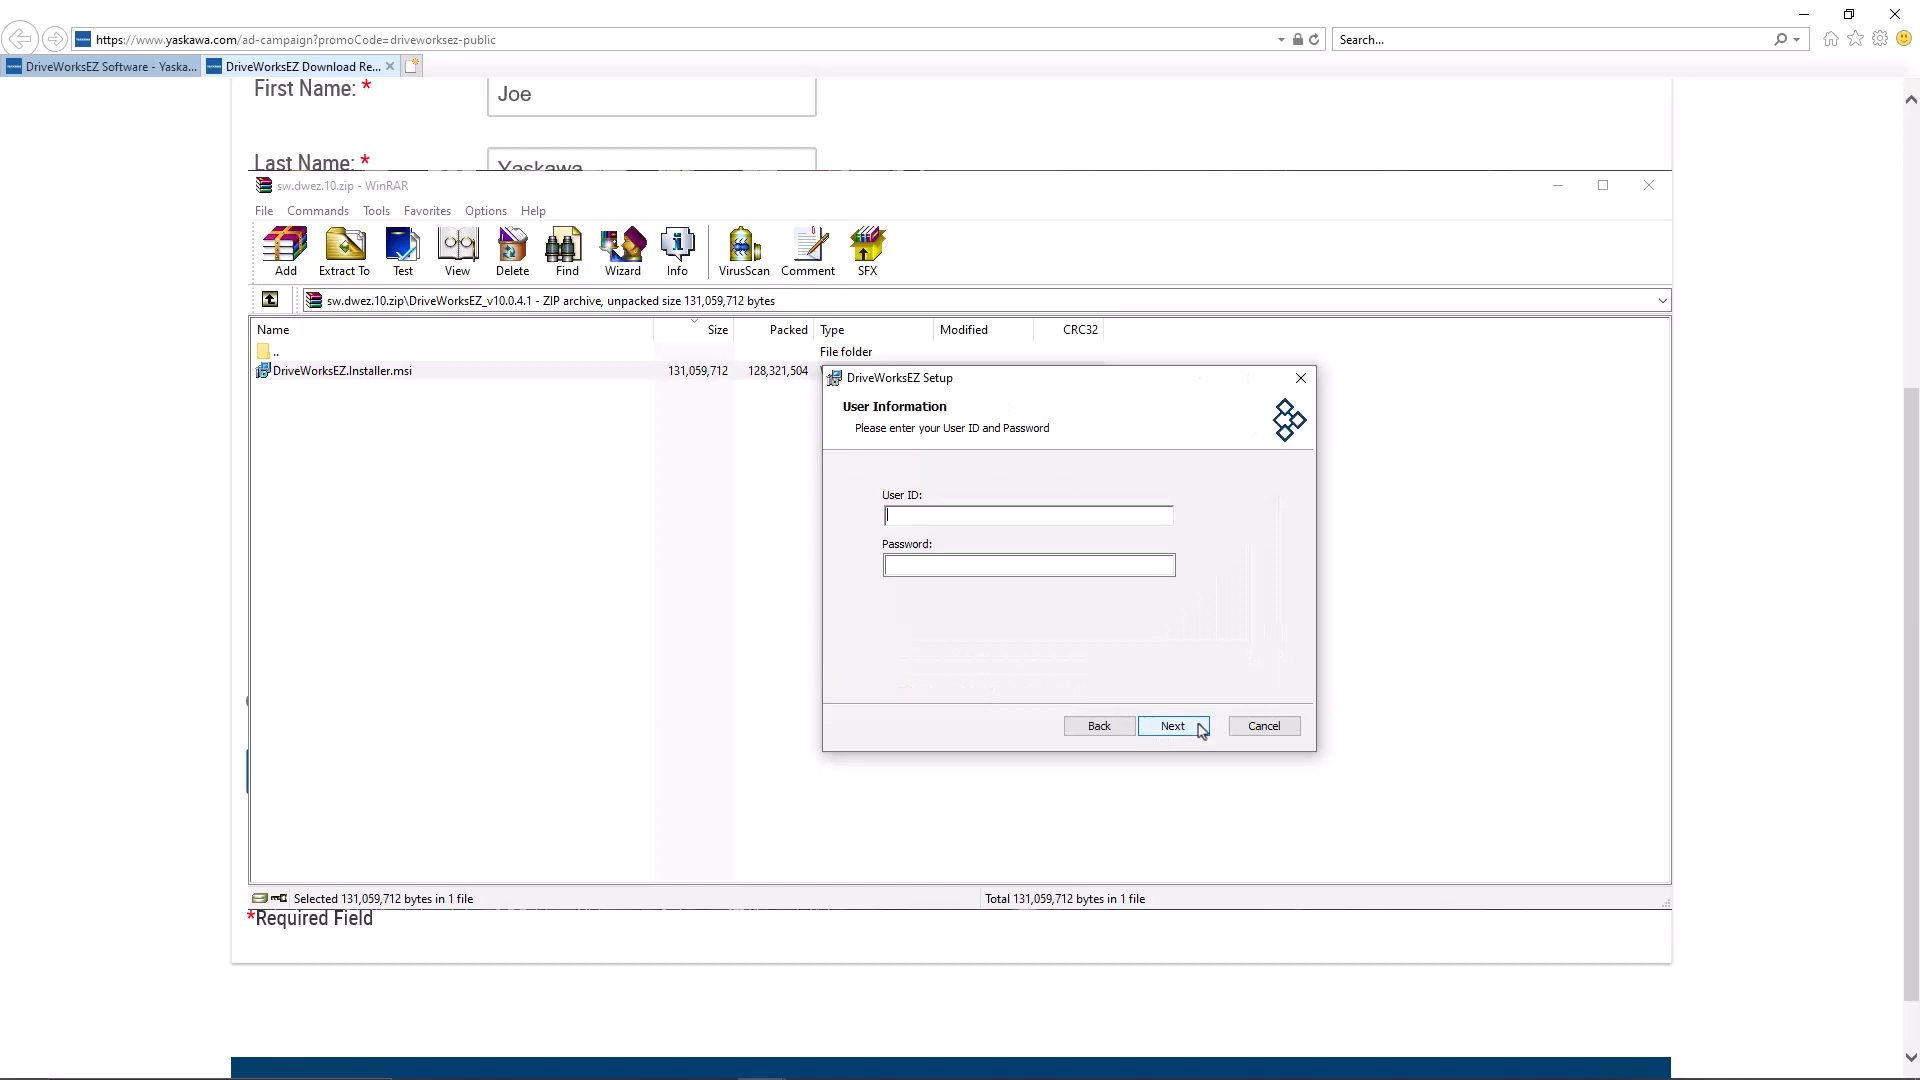 https://www.yaskawa.com/ad-campaign?promoCode=driveworksez-public
Search...
DriveWorksEZ Software - Yaska...
DriveWorksEZ Download Re...
First Name: *
Joe
Last Name: *
Yaskawa
sw.dwez.10.zip - WinRAR
File Commands Tools Favorites Options Help
Add Extract To Test View Delete Find Wizard Info VirusScan Comment SFX
sw.dwez.10.zip\DriveWorksEZ_v10.0.4.1 - ZIP archive, unpacked size 131,059,712 bytes
Name Size Packed Type Modified CRC32
.. File folder
DriveWorksEZ.Installer.msi 131,059,712 128,321,504
DriveWorksEZ Setup
User Information
Please enter your User ID and Password
User ID:
Password:
Back Next Cancel
Selected 131,059,712 bytes in 1 file
Total 131,059,712 bytes in 1 file
*Required Field